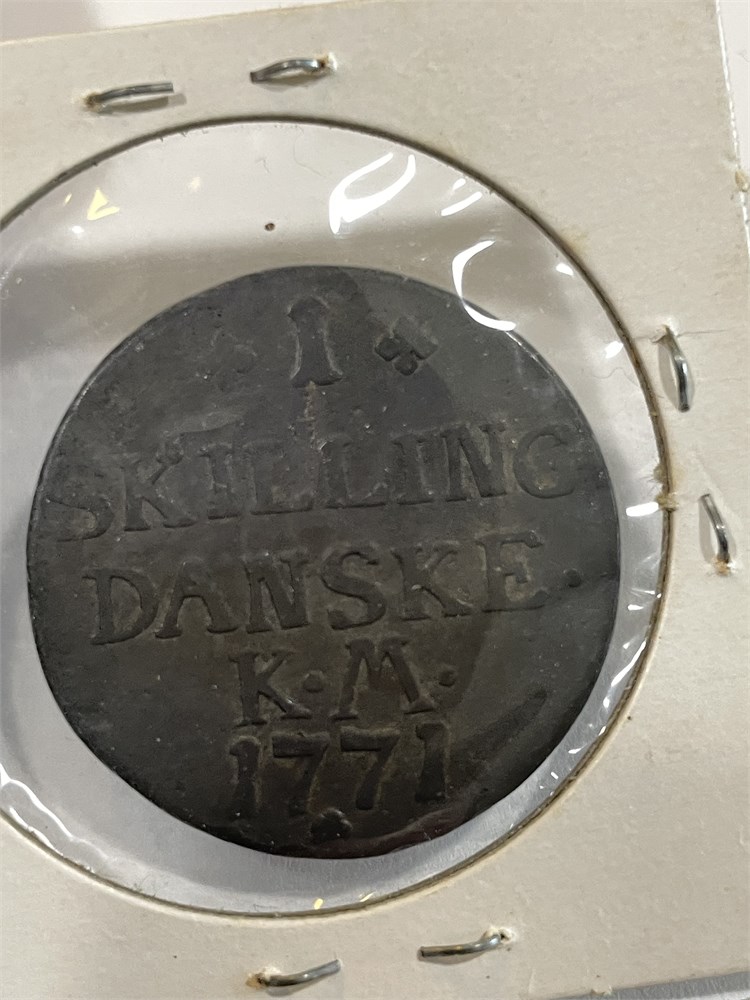 1
SKILLING
DANSKE.
K·M·
1771